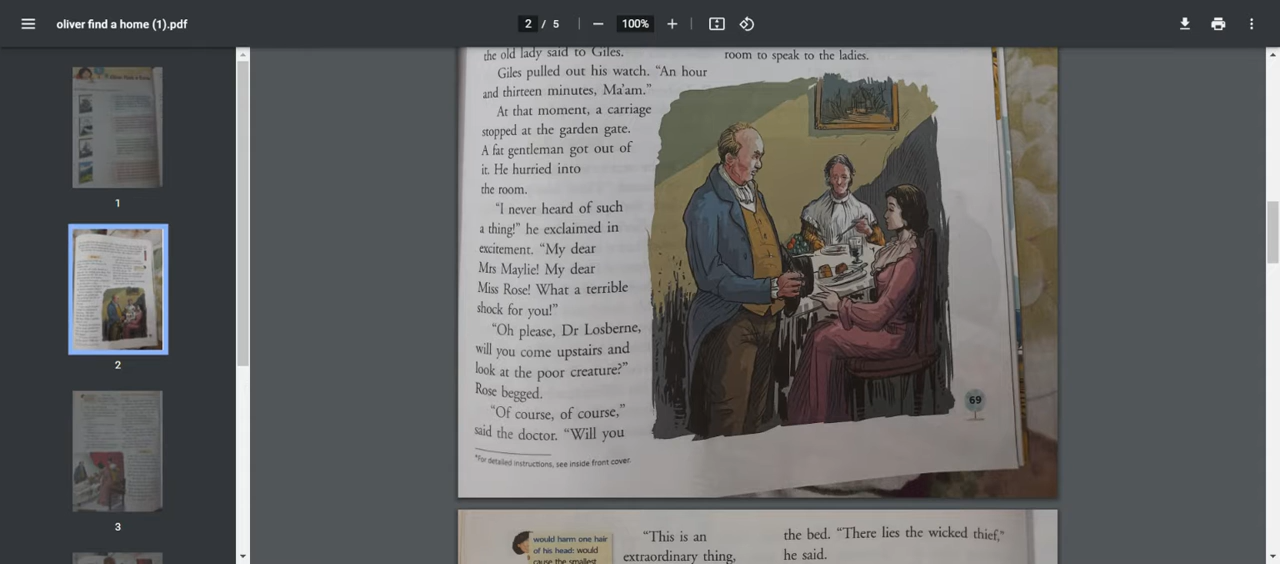 oliver find a home (1).pdf
2 / 5
100%
1
2
3
the old lady said to Giles.
Giles pulled out his watch. "An hour
and thirteen minutes, Ma'am."
At that moment, a carriage
stopped at the garden gate.
A fat gentleman got out of
it. He hurried into
the room.
"I never heard of such
a thing!" he exclaimed in
excitement. "My dear
Mrs Maylie! My dear
Miss Rose! What a terrible
shock for you!"
"Oh please, Dr Losberne,
will you come upstairs and
look at the poor creature?"
Rose begged.
"Of course, of course,"
said the doctor. "Will you
*For detailed instructions, see inside front cover.
room to speak to the ladies.
69
would harm one hair
of his head: would
cause the smallest
"This is an
extraordinary thing,
the bed. "There lies the wicked thief,"
he said.